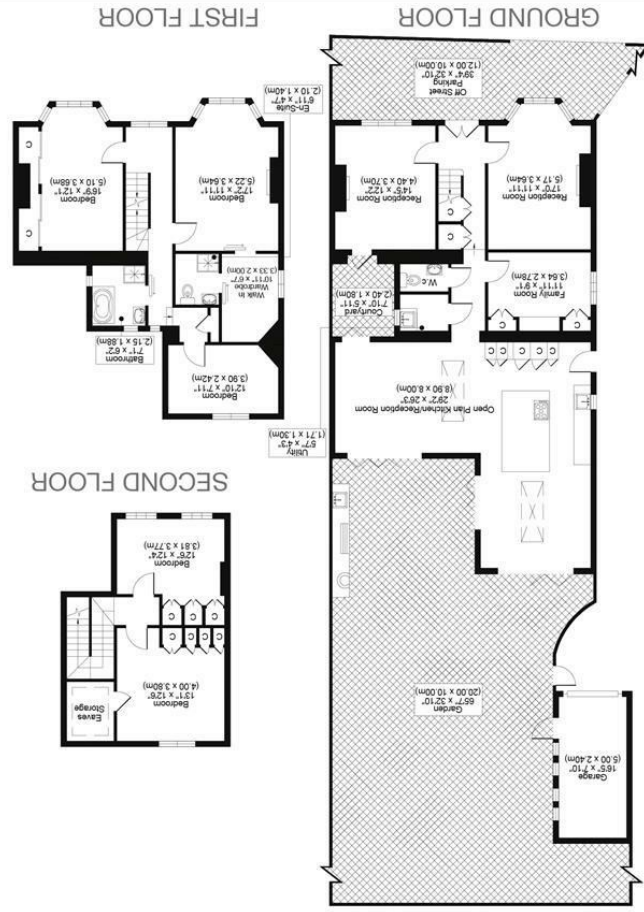 Garage
16'5" x 7'10"
(5.00 x 2.40m)
Garden
65'7" x 32'10"
(20.00 x 10.00m)
Open Plan Kitchen/Reception Room
29'2" x 26'3"
(8.90 x 8.00m)
C
C
C
C
C
Utility
5'7" x 4'3"
(1.71 x 1.30m)
C
C
Family Room
11'11" x 9'1"
(3.64 x 2.78m)
W.c
Courtyard
7'10" x 5'11"
(2.40 x 1.80m)
C
C
Reception Room
17'0" x 11'11"
(5.17 x 3.64m)
Reception Room
14'5" x 12'2"
(4.40 x 3.70m)
Off Street
Parking
39'4" x 32'10"
(12.00 x 10.00m)
GROUND FLOOR
Bedroom
13'1" x 12'6"
(4.00 x 3.80m)
Eaves
Storage
C
C
C
C
C
C
C
Bedroom
12'6" x 12'4"
(3.81 x 3.77m)
SECOND FLOOR
Bedroom
12'10" x 7'11"
(3.90 x 2.42m)
Bathroom
7'1" x 6'2"
(2.15 x 1.88m)
Walk In
Wardrobe
10'11" x 6'7"
(3.33 x 2.00m)
Bedroom
17'2" x 11'11"
(5.22 x 3.64m)
C
Bedroom
16'9" x 12'1"
(5.10 x 3.68m)
C
En-Suite
6'11" x 4'7"
(2.10 x 1.40m)
FIRST FLOOR